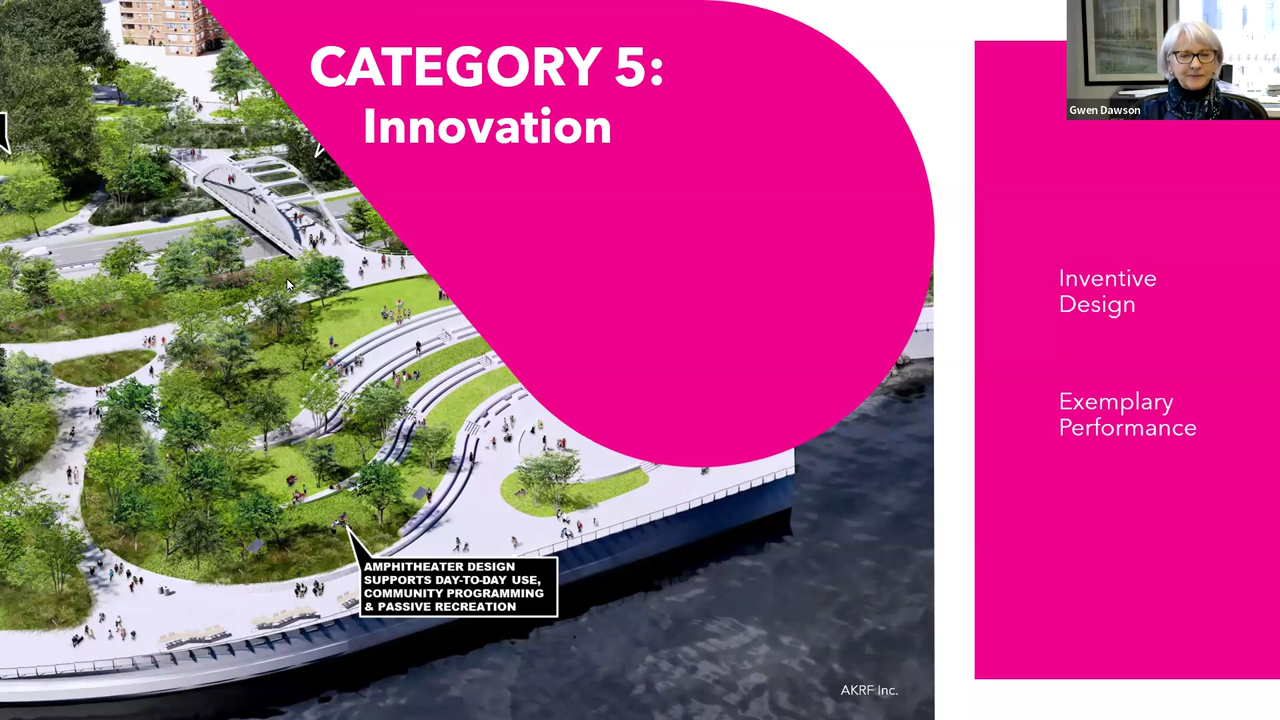 CATEGORY 5:
Innovation
Gwen Dawson
Inventive
Design
Exemplary
Performance
AMPHITHEATER DESIGN
SUPPORTS DAY-TO-DAY USE,
COMMUNITY PROGRAMMING
& PASSIVE RECREATION
AKRF Inc.